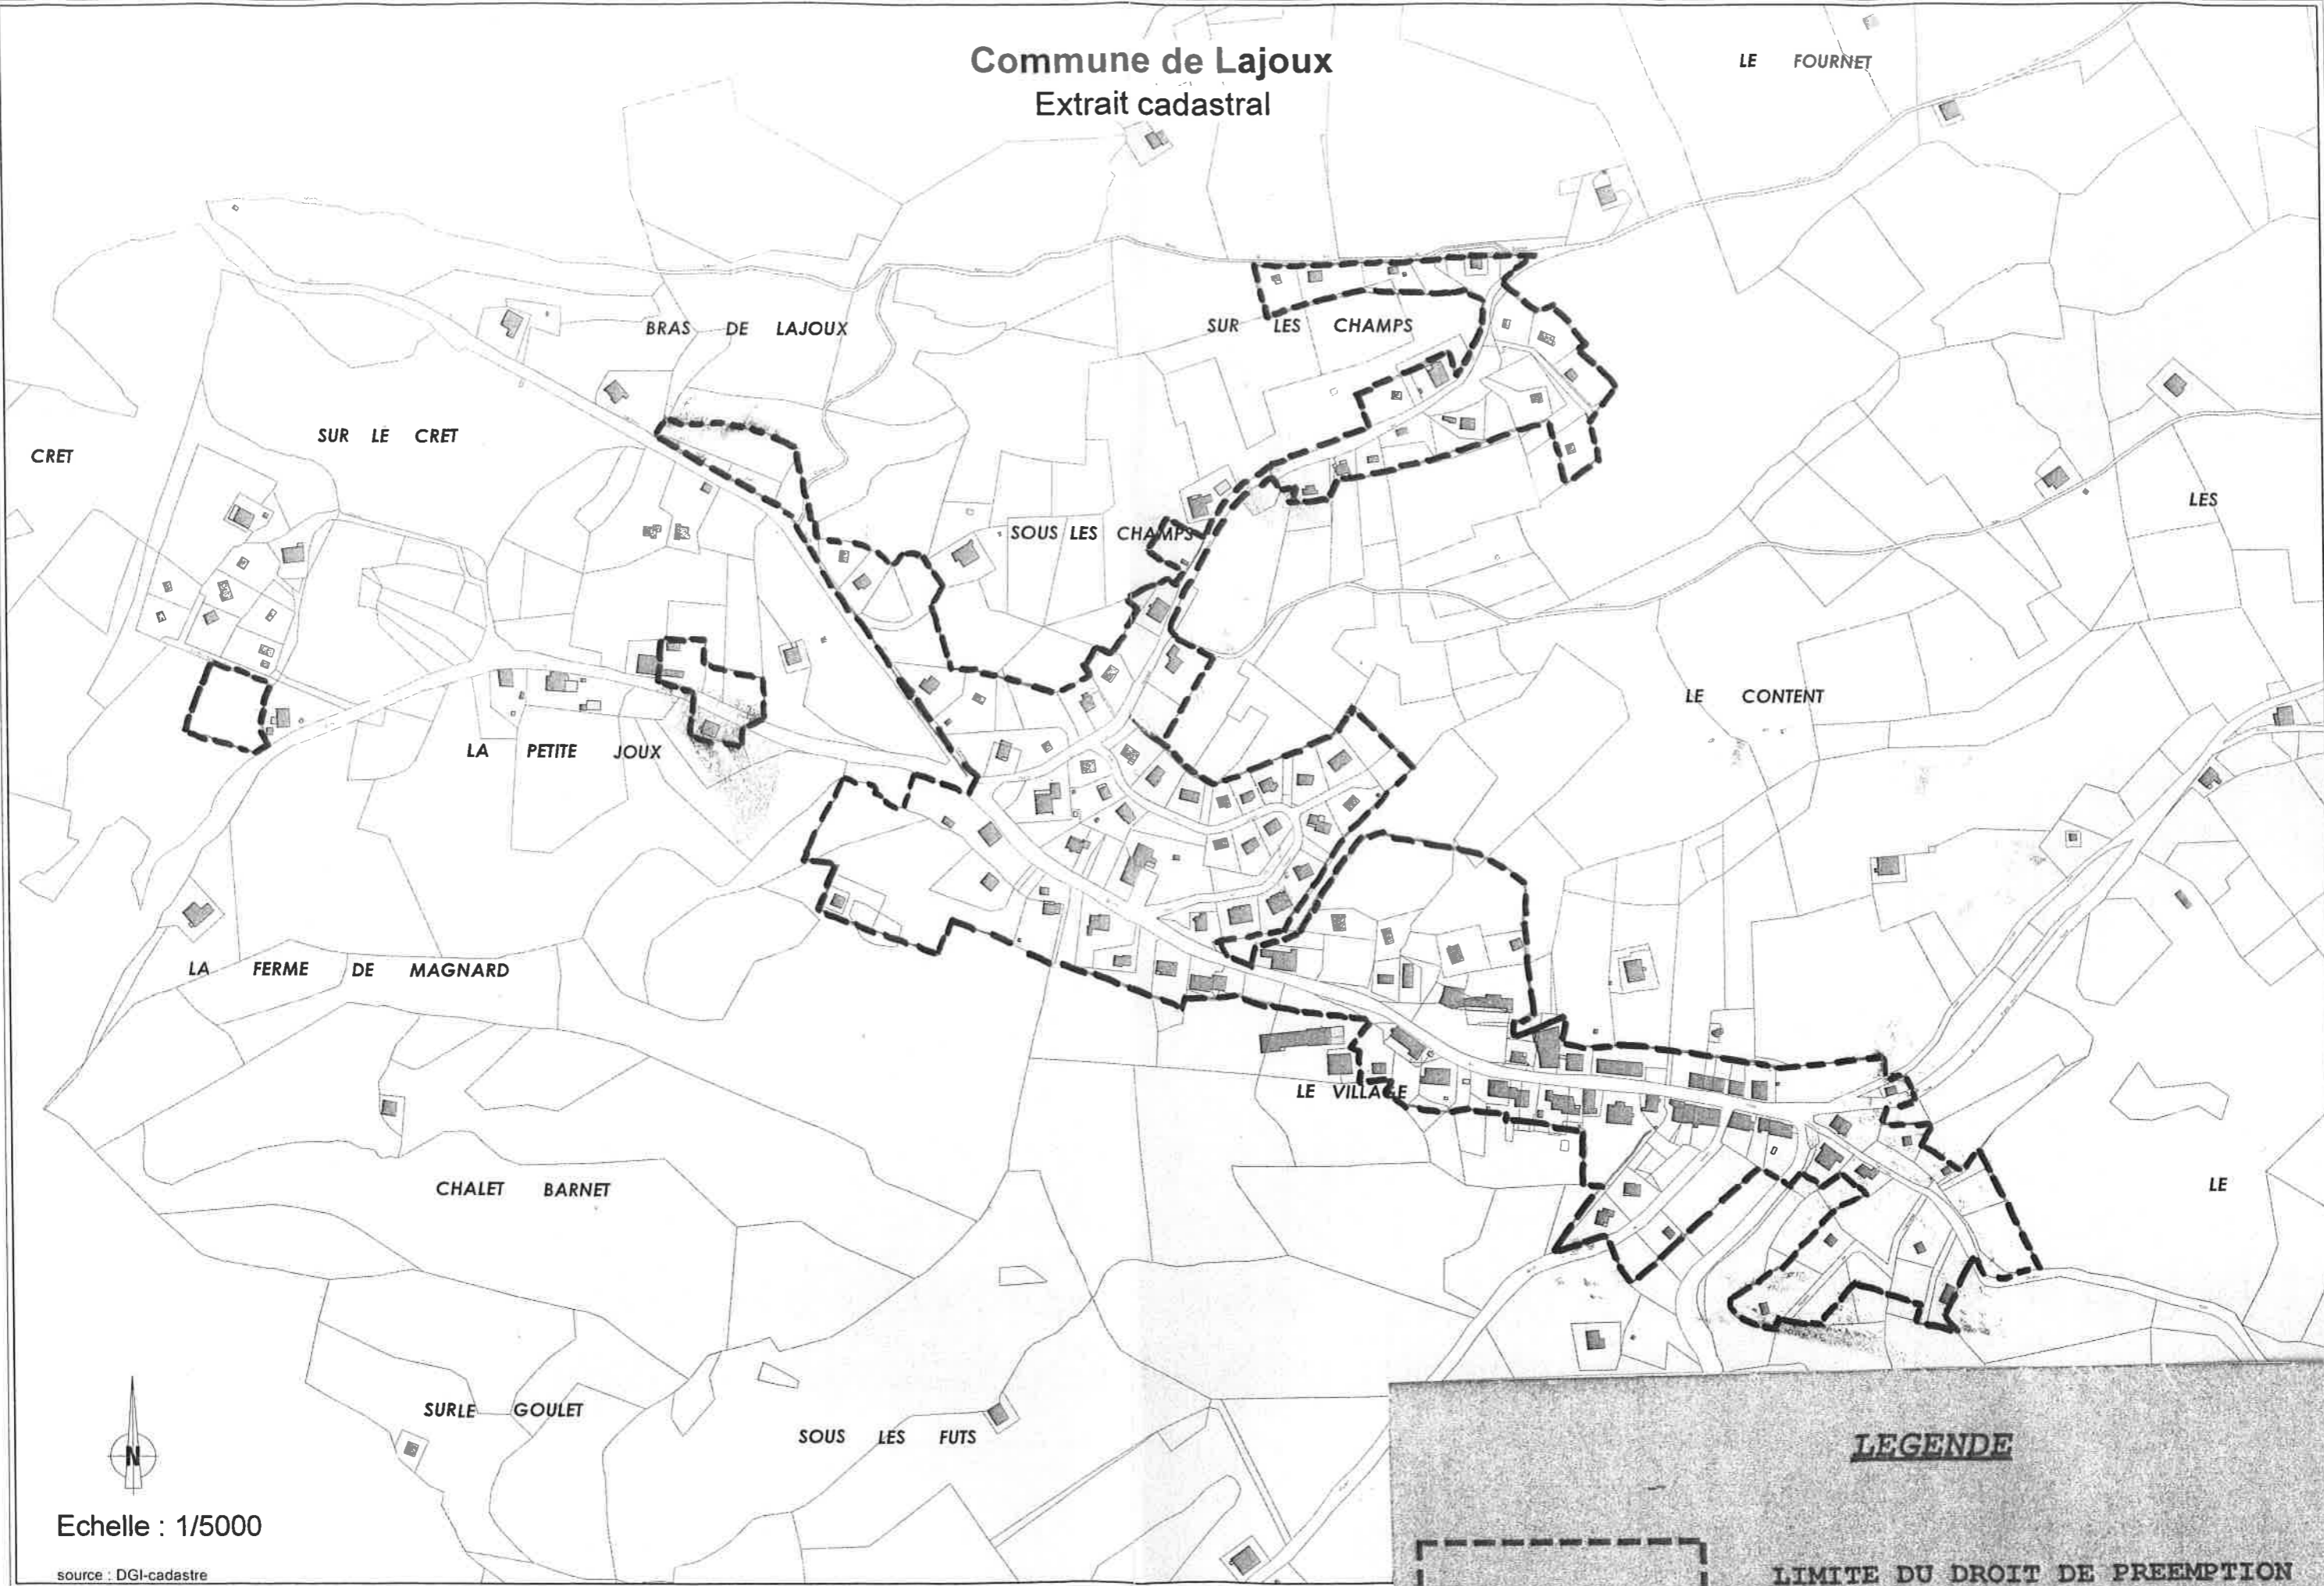 Commune de Lajoux
Extrait cadastral
LE FOURNET
BRAS DE LAJOUX
SUR LES CHAMPS
SUR LE CRET
CRET
LES
SOUS LES CHAMPS
LE CONTENT
LA PETITE JOUX
LA FERME DE MAGNARD
LE VILLAGE
CHALET BARNET
LE
SURLE GOULET
SOUS LES FUTS
N
Echelle : 1/5000
source : DGI-cadastre
LEGENDE
LIMITE DU DROIT DE PREEMPTION